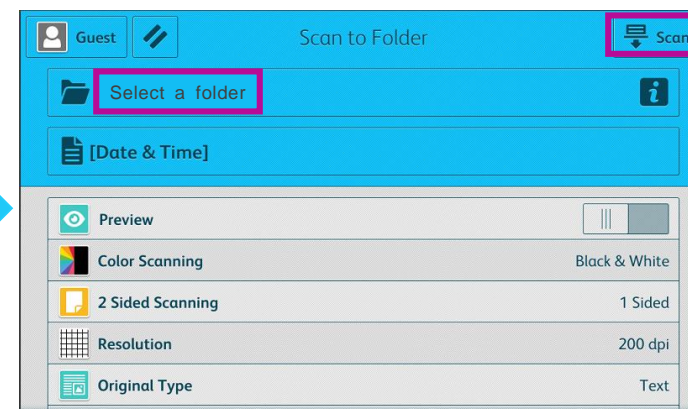 Guest
Scan to Folder
Scan
Select a folder
i
[Date & Time]
Preview
Color Scanning Black & White
2 Sided Scanning 1 Sided
Resolution 200 dpi
Original Type Text